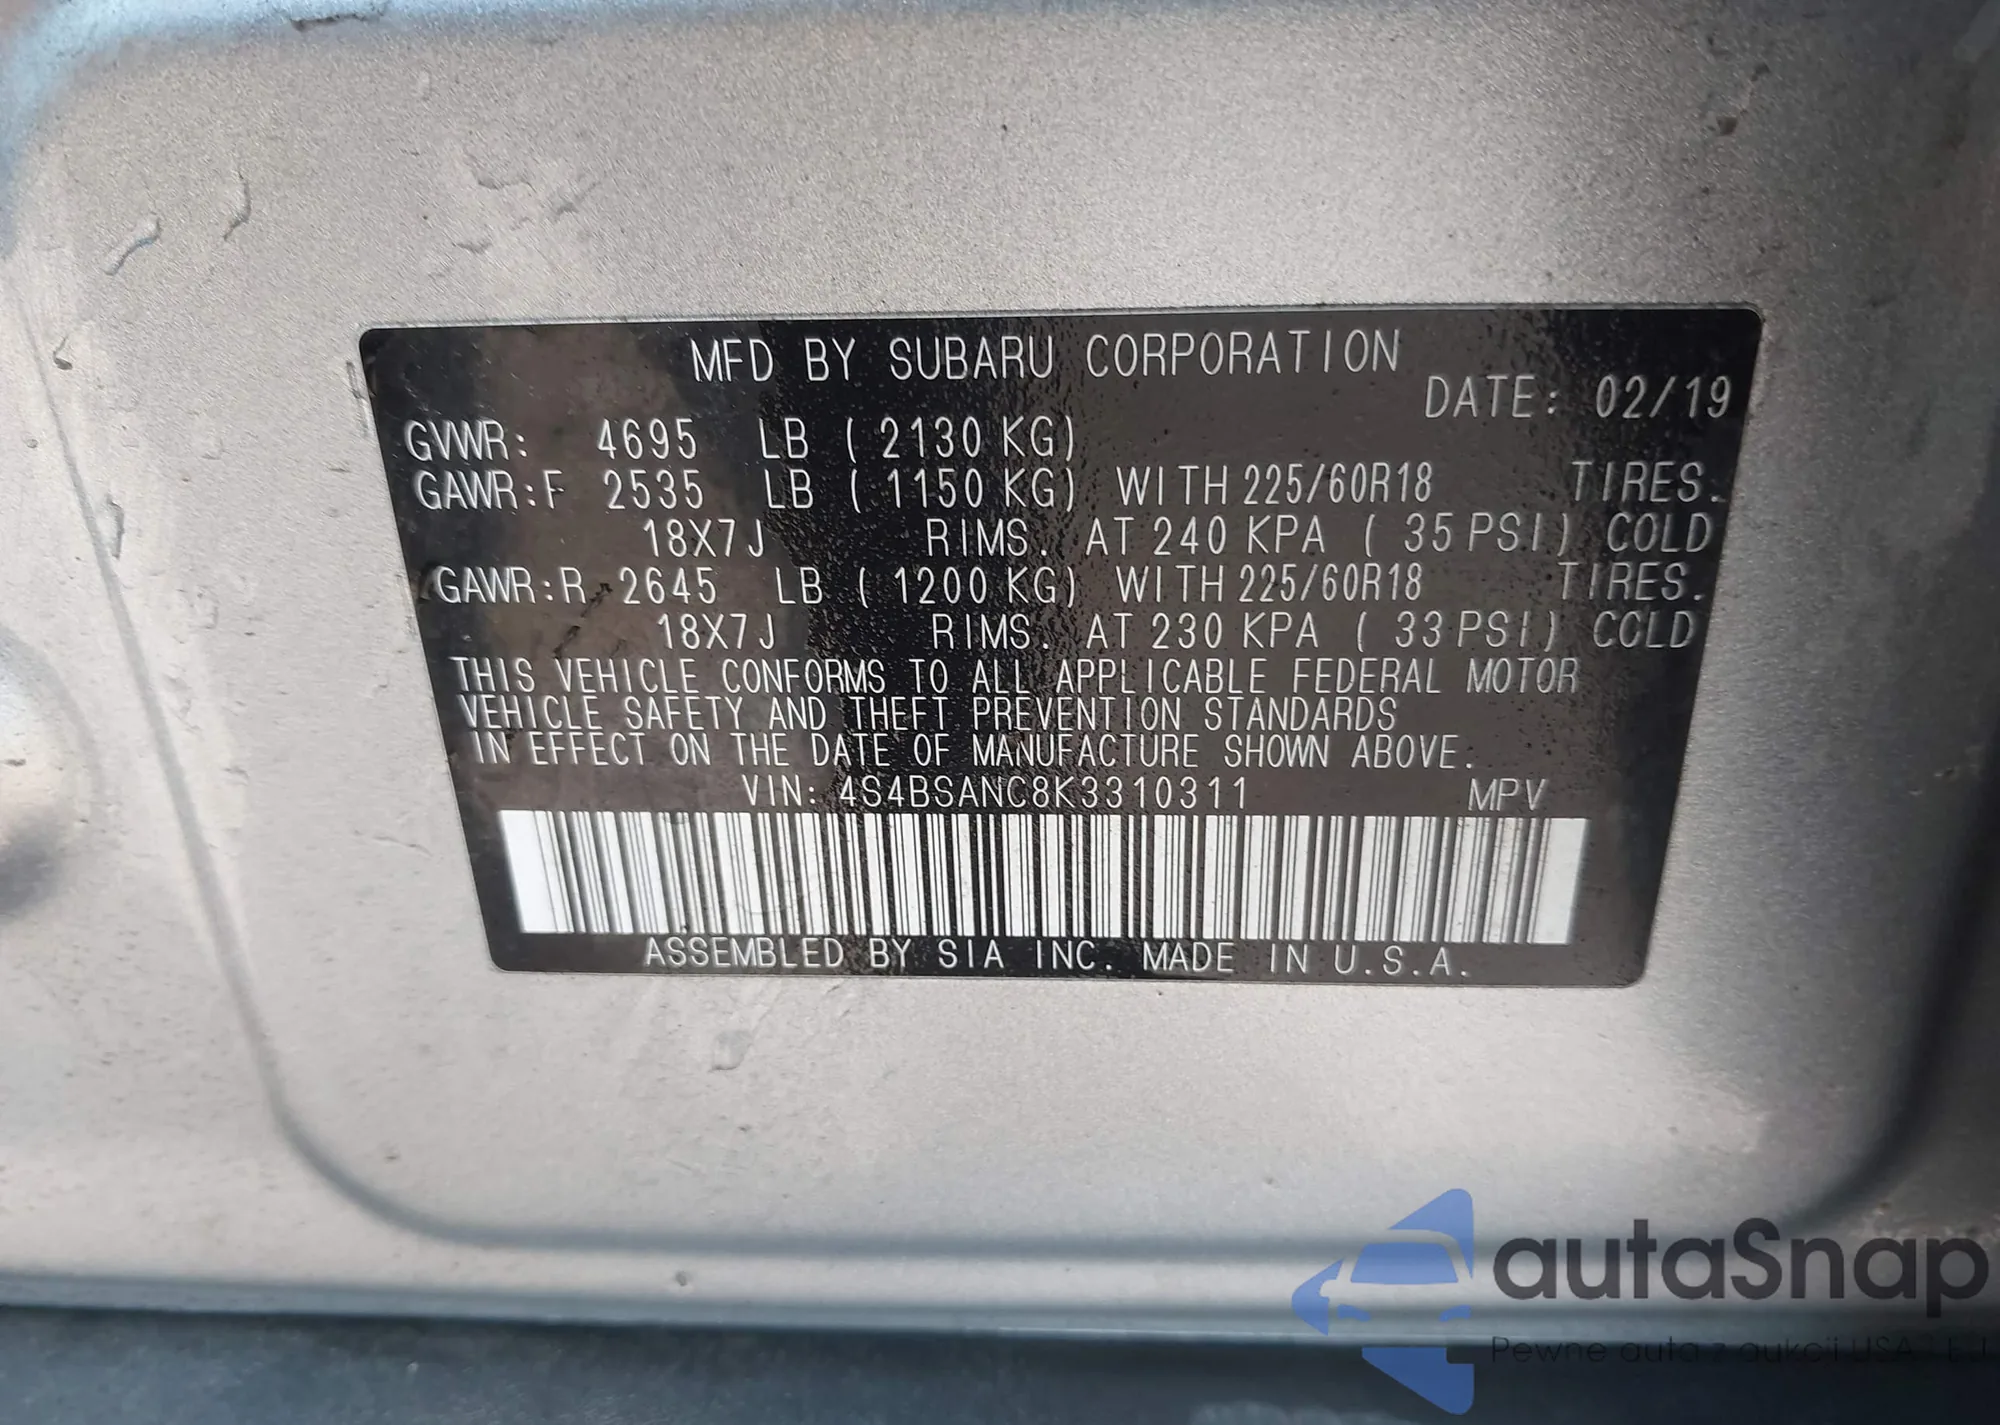 MFD BY SUBARU CORPORATION
DATE: 02/19
GVWR: 4695 LB ( 2130 KG)
GAWR:F 2535 LB ( 1150 KG) WITH 225/60R18 TIRES.
18X7J RIMS. AT 240 KPA ( 35 PSI) COLD
GAWR:R 2645 LB ( 1200 KG) WITH 225/60R18 TIRES.
18X7J RIMS. AT 230 KPA ( 33 PSI) COLD
THIS VEHICLE CONFORMS TO ALL APPLICABLE FEDERAL MOTOR
VEHICLE SAFETY AND THEFT PREVENTION STANDARDS
IN EFFECT ON THE DATE OF MANUFACTURE SHOWN ABOVE.
VIN: 4S4BSANC8K3310311 MPV
ASSEMBLED BY SIA INC. MADE IN U.S.A.
autaSnap
Pewne auta z aukcji USA